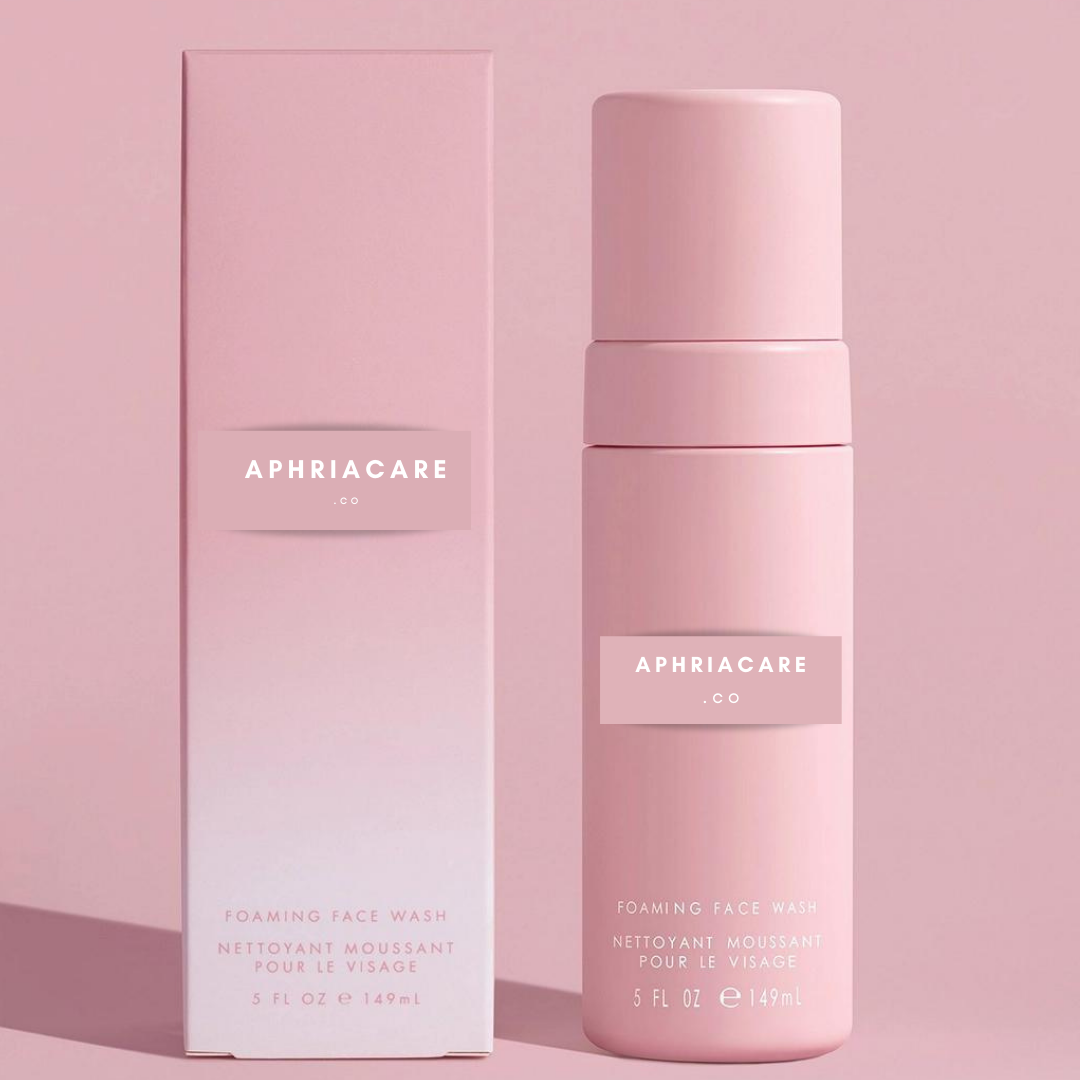 APHRIACARE
.CO
FOAMING FACE WASH
NETTOYANT MOUSSANT
POUR LE VISAGE
5 FL OZ ℮ 149mL
APHRIACARE
.CO
FOAMING FACE WASH
NETTOYANT MOUSSANT
POUR LE VISAGE
5 FL OZ ℮ 149mL